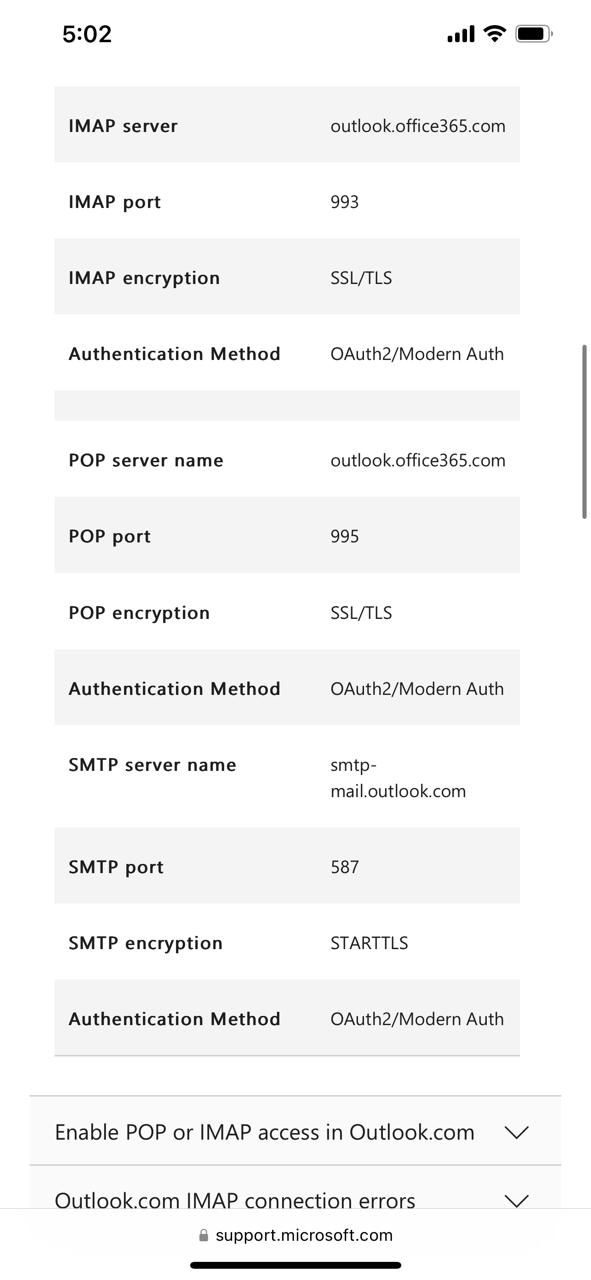 5:02
IMAP server outlook.office365.com
IMAP port 993
IMAP encryption SSL/TLS
Authentication Method OAuth2/Modern Auth
POP server name outlook.office365.com
POP port 995
POP encryption SSL/TLS
Authentication Method OAuth2/Modern Auth
SMTP server name smtp-
mail.outlook.com
SMTP port 587
SMTP encryption STARTTLS
Authentication Method OAuth2/Modern Auth
Enable POP or IMAP access in Outlook.com
Outlook.com IMAP connection errors
support.microsoft.com